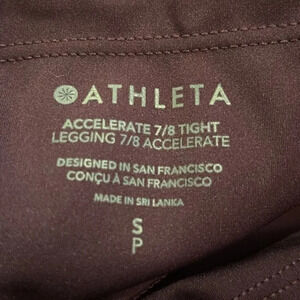 ATHLETA
ACCELERATE 7/8 TIGHT
LEGGING 7/8 ACCELERATE
DESIGNED IN SAN FRANCISCO
CONÇU À SAN FRANCISCO
MADE IN SRI LANKA
S
P